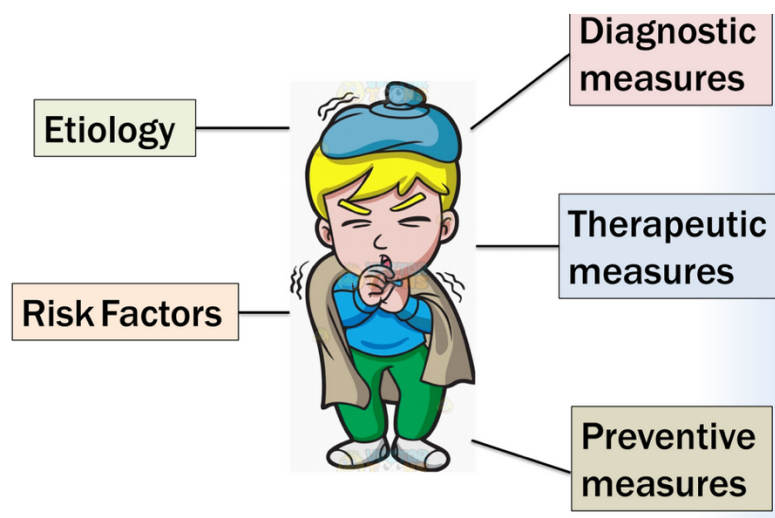 Diagnostic
measures
Etiology
Therapeutic
measures
Risk Factors
Preventive
measures